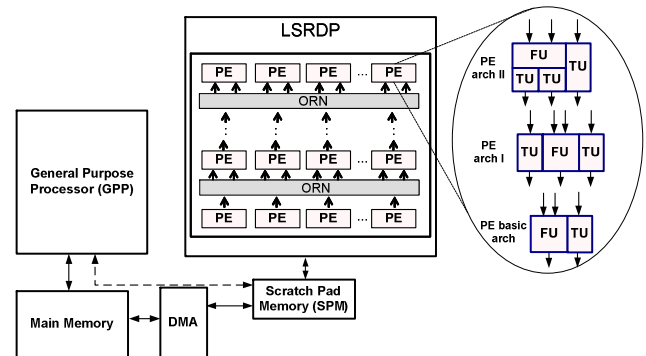 LSRDP
PE PE PE ... PE
ORN
PE PE PE ... PE
ORN
PE PE PE ... PE
General Purpose
Processor (GPP)
Main Memory
DMA
Scratch Pad
Memory (SPM)
PE
arch II
FU
TU
TU TU
PE
arch I
TU FU TU
PE basic
arch
FU TU